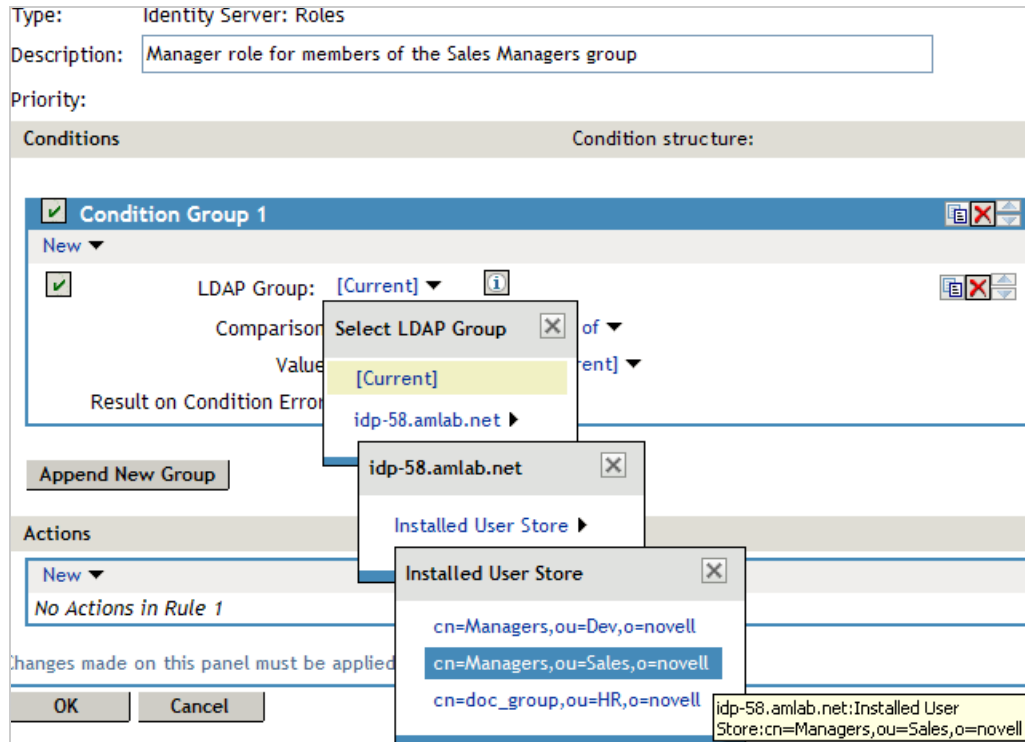 Type: Identity Server: Roles
Description: Manager role for members of the Sales Managers group
Priority:
Conditions Condition structure:
Condition Group 1
New
LDAP Group: [Current]
Comparison of
Value rent]
Result on Condition Error
Select LDAP Group
[Current]
idp-58.amlab.net
idp-58.amlab.net
Installed User Store
Installed User Store
cn=Managers,ou=Dev,o=novell
cn=Managers,ou=Sales,o=novell
cn=doc_group,ou=HR,o=novell
idp-58.amlab.net:Installed User
Store:cn=Managers,ou=Sales,o=novell
Append New Group
Actions
New
No Actions in Rule 1
Changes made on this panel must be applied
OK Cancel